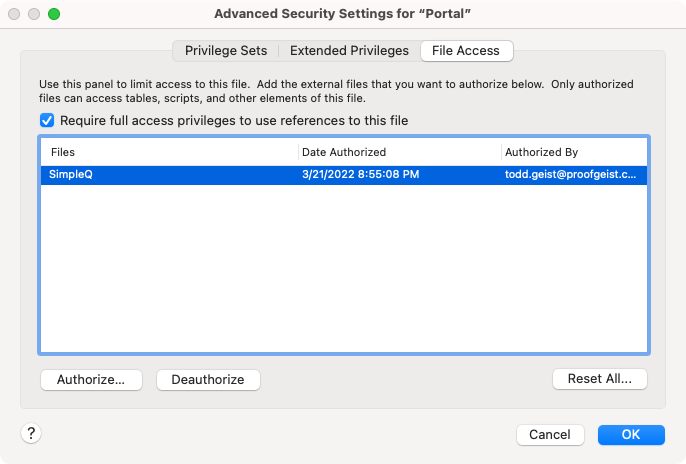 Advanced Security Settings for “Portal”
Privilege Sets
Extended Privileges
File Access
Use this panel to limit access to this file.  Add the external files that you want to authorize below.  Only authorized
files can access tables, scripts, and other elements of this file.
Require full access privileges to use references to this file
Files
Date Authorized
Authorized By
SimpleQ
3/21/2022 8:55:08 PM
todd.geist@proofgeist.c...
Authorize...
Deauthorize
Reset All...
?
Cancel
OK